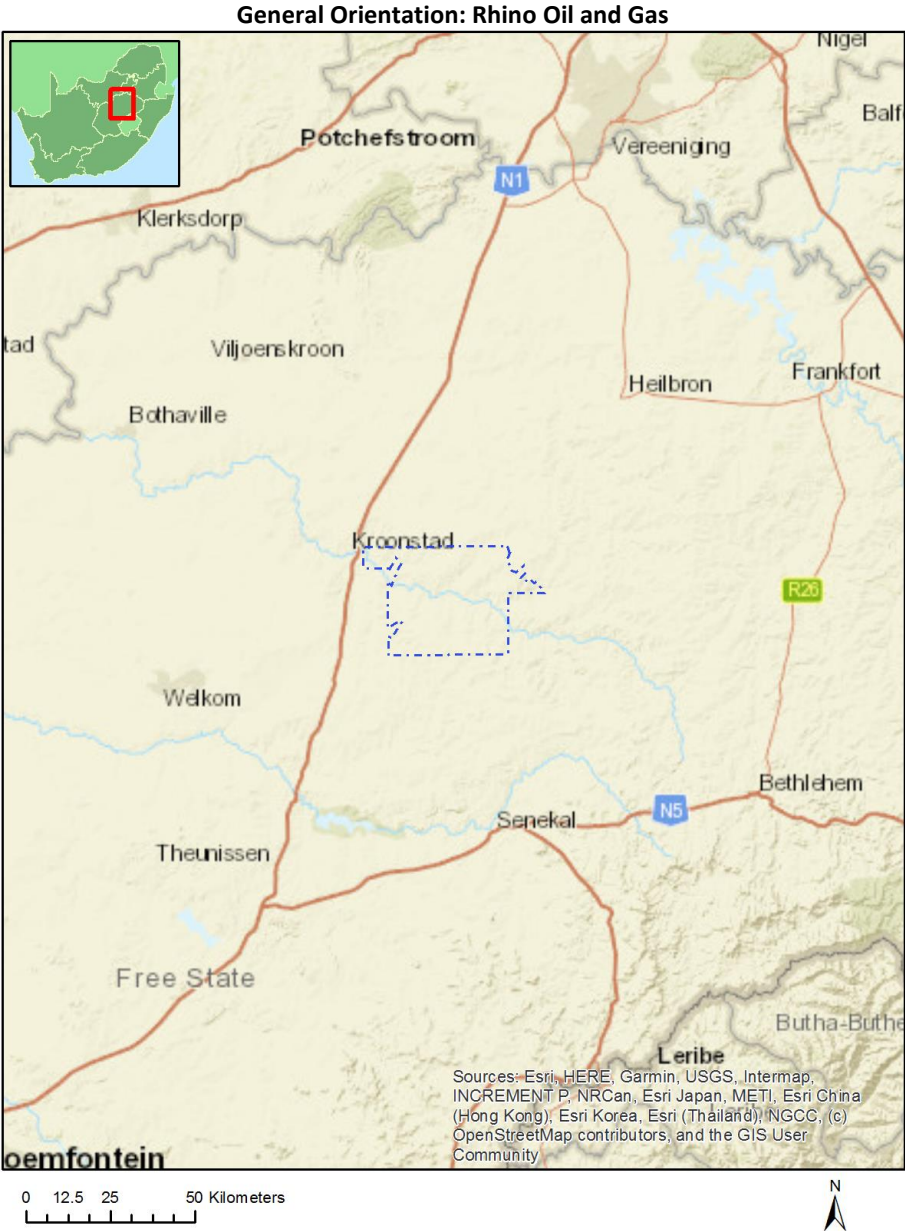 General Orientation: Rhino Oil and Gas
Nigel
Balf
Potchefstroom
Vereeniging
N1
Klerksdorp
tad
Viljoenskroon
Frankfort
Heilbron
Bothaville
Kroonstad
R26
Welkom
Bethlehem
N5
Senekal
Theunissen
Free State
Butha-Buthe
Leribe
Sources: Esri, HERE, Garmin, USGS, Intermap,
INCREMENT P, NRCan, Esri Japan, METI, Esri China
(Hong Kong), Esri Korea, Esri (Thailand), NGCC, (c)
OpenStreetMap contributors, and the GIS User
Community
oemfontein
0 12.5 25 50 Kilometers
N